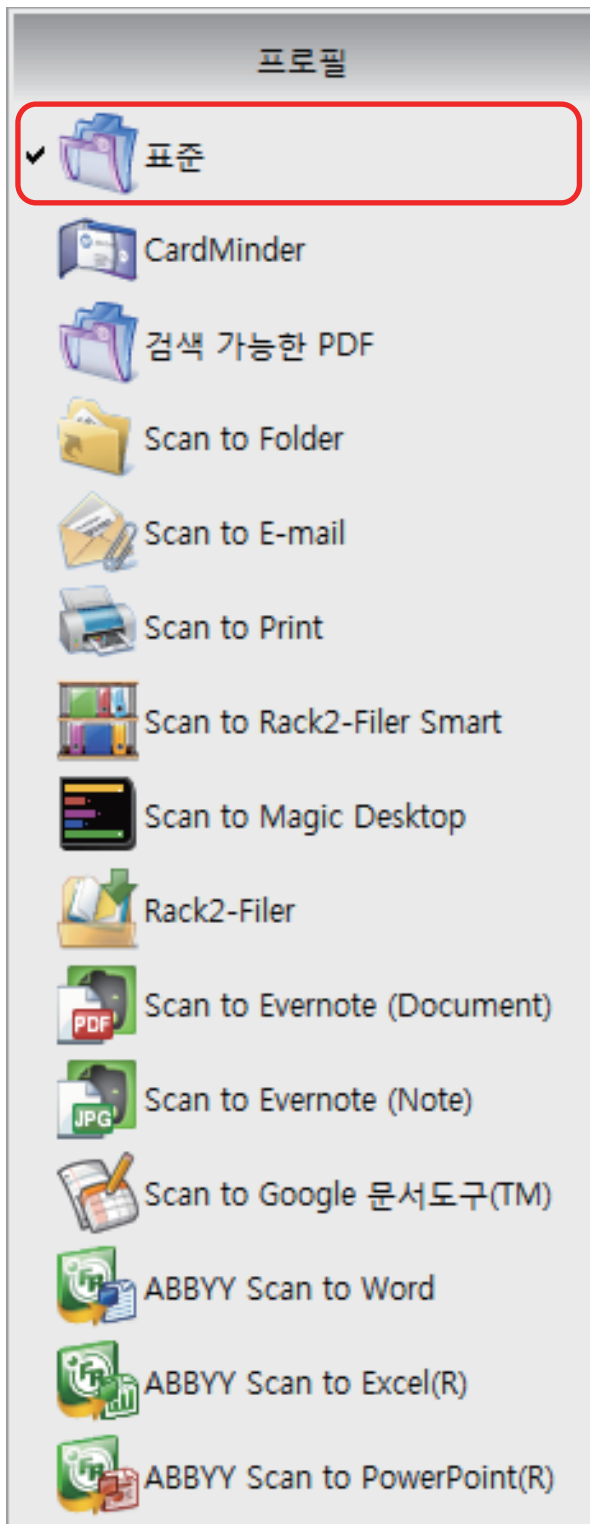 프로필
표준
CardMinder
검색 가능한 PDF
Scan to Folder
Scan to E-mail
Scan to Print
Scan to Rack2-Filer Smart
Scan to Magic Desktop
Rack2-Filer
PDF
Scan to Evernote (Document)
JPG
Scan to Evernote (Note)
Scan to Google 문서도구(TM)
ABBYY Scan to Word
ABBYY Scan to Excel(R)
ABBYY Scan to PowerPoint(R)